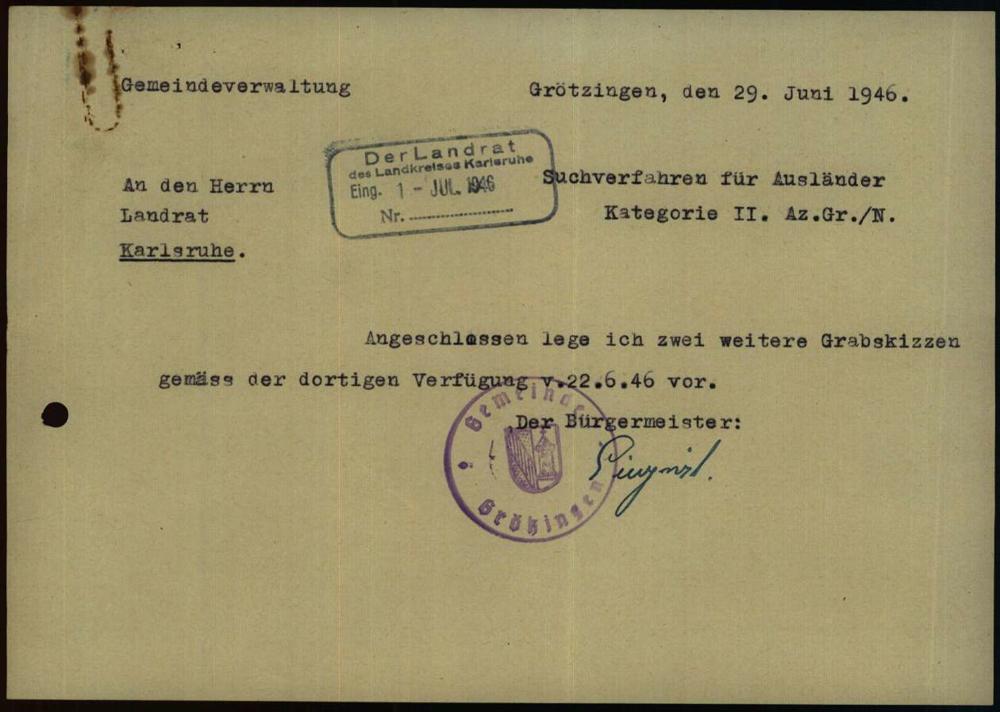 Gemeindeverwaltung
Grötzingen, den 29. Juni 1946.
Der Landrat
des Landkreises Karlsruhe
Eing. 1 - JUL. 1946
Nr.
An den Herrn
Landrat
Karlsruhe.
Suchverfahren für Ausländer
Kategorie II. Az.Gr./N.
Angeschlossen lege ich zwei weitere Grabskizzen
gemäss der dortigen Verfügung v.22.6.46 vor.
Der Bürgermeister:
Gemeinde
Grötzingen